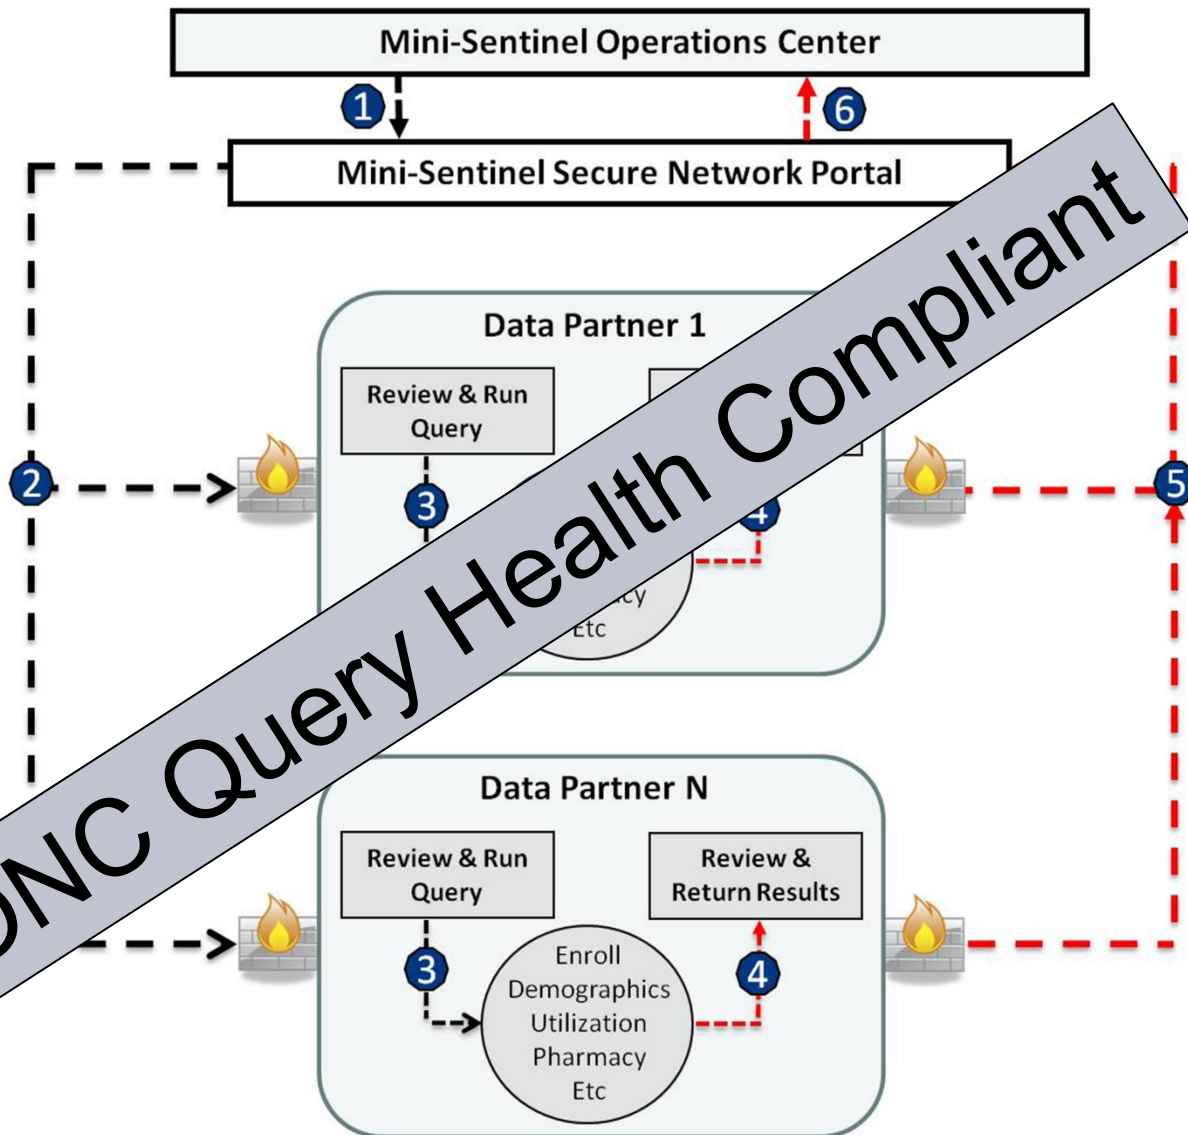 Mini-Sentinel Operations Center
1
6
Mini-Sentinel Secure Network Portal
Data Partner 1
Review & Run
Query
2
3
4
5
Etc
Query Health Compliant
Data Partner N
Review & Run
Query
Review &
Return Results
3
4
Enroll
Demographics
Utilization
Pharmacy
Etc